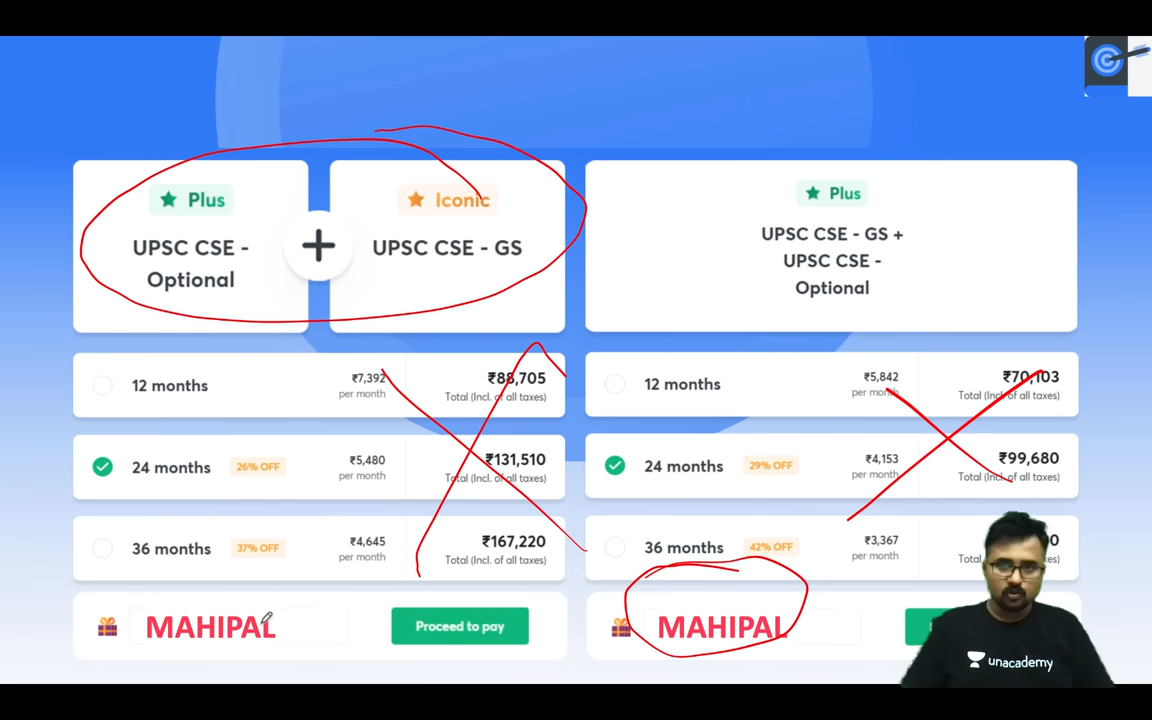 Plus
UPSC CSE -
Optional
Iconic
UPSC CSE - GS
12 months
₹7,392
per month
₹88,705
Total (Incl. of all taxes)
24 months
26% OFF
₹5,480
per month
₹131,510
Total (Incl. of all taxes)
36 months
37% OFF
₹4,645
per month
₹167,220
Total (Incl. of all taxes)
MAHIPAL
Proceed to pay
Plus
UPSC CSE - GS +
UPSC CSE -
Optional
12 months
₹5,842
per month
₹70,103
Total (Incl. of all taxes)
24 months
29% OFF
₹4,153
per month
₹99,680
Total (Incl. of all taxes)
36 months
42% OFF
₹3,367
per month
taxes)
MAHIPAL
unacademy